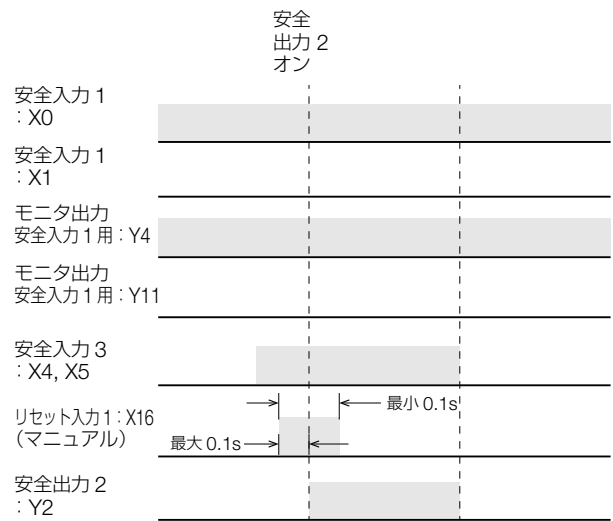 安全
出力 2
オン
安全入力 1
: X0
安全入力 1
: X1
モニタ出力
安全入力 1 用 : Y4
モニタ出力
安全入力 1 用 : Y11
安全入力 3
: X4, X5
最小 0.1s
リセット入力 1 : X16
(マニュアル)
最大 0.1s
安全出力 2
: Y2